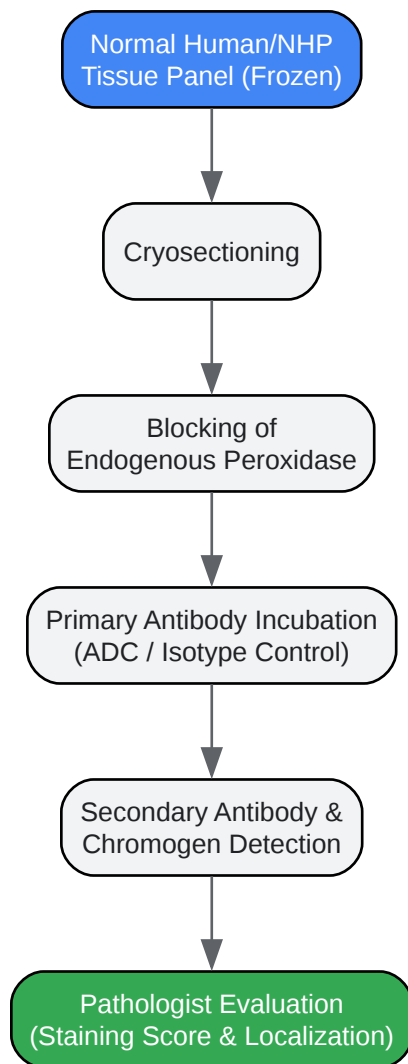 Normal Human/NHP
Tissue Panel (Frozen)
Cryosectioning
Blocking of
Endogenous Peroxidase
Primary Antibody Incubation
(ADC / Isotype Control)
Secondary Antibody &
Chromogen Detection
Pathologist Evaluation
(Staining Score & Localization)